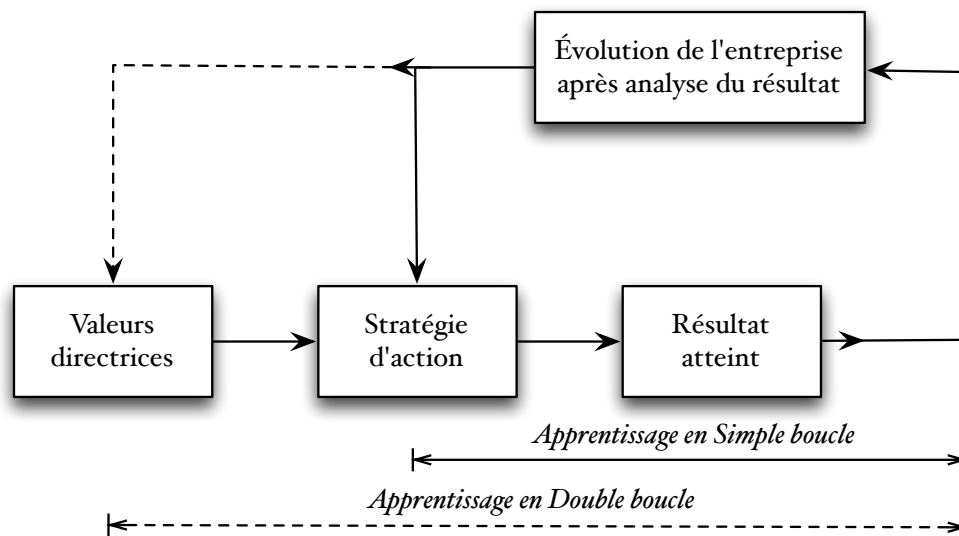 Évolution de l'entreprise
après analyse du résultat
Valeurs
directrices
Stratégie
d'action
Résultat
atteint
Apprentissage en Simple boucle
Apprentissage en Double boucle